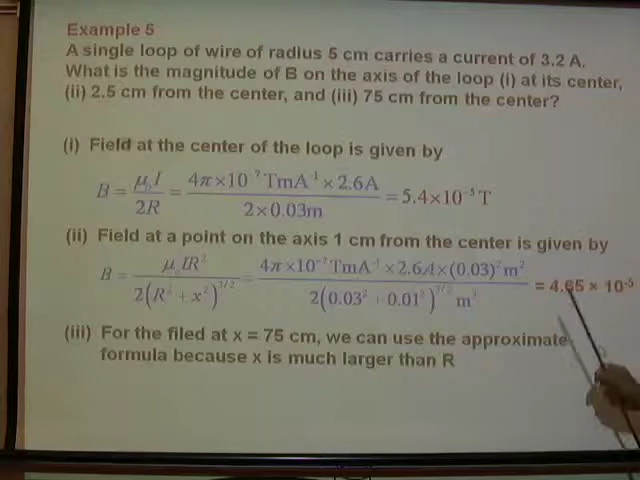 Example 5
A single loop of wire of radius 5 cm carries a current of 3.2 A.
What is the magnitude of B on the axis of the loop (i) at its center,
(ii) 2.5 cm from the center, and (iii) 75 cm from the center?
(i) Field at the center of the loop is given by
B = μ₀I / 2R = 4π×10⁻⁷ TmA⁻¹ × 2.6A / 2×0.03m = 5.4×10⁻⁵ T
(ii) Field at a point on the axis 1 cm from the center is given by
B = μ₀IR² / 2(R² + x²)^3/2 = 4π×10⁻⁷ TmA⁻¹ × 2.6A × (0.03)² m² / 2(0.03² + 0.01²)^3/2 m³ = 4.65 × 10⁻⁵
(iii) For the filed at x = 75 cm, we can use the approximate
formula because x is much larger than R